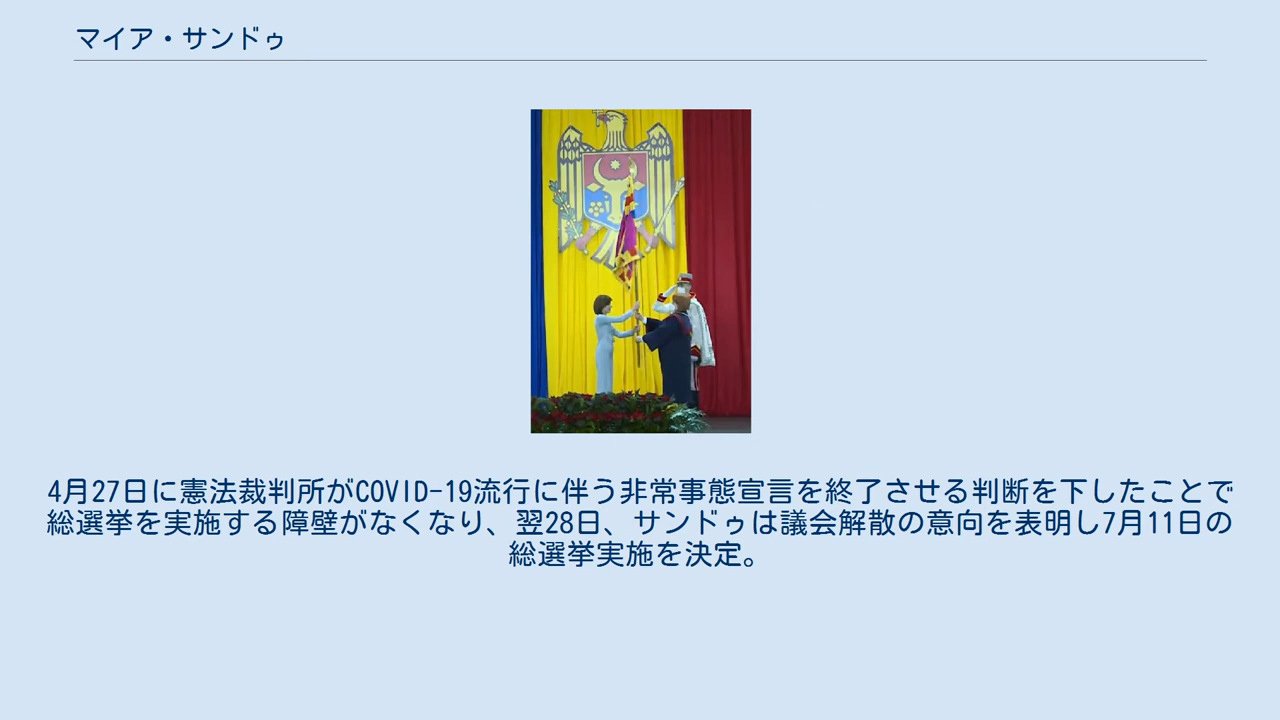 マイア・サンドゥ
4月27日に憲法裁判所がCOVID-19流行に伴う非常事態宣言を終了させる判断を下したことで
総選挙を実施する障壁がなくなり、翌28日、サンドゥは議会解散の意向を表明し7月11日の
総選挙実施を決定。